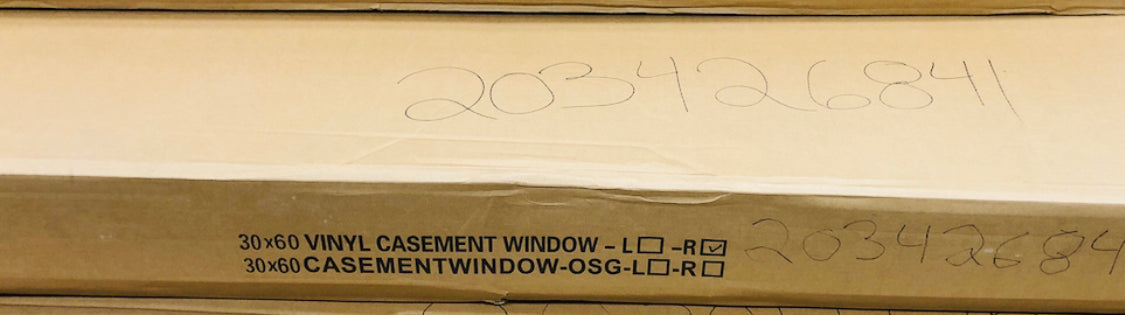 203426841
30x60 VINYL CASEMENT WINDOW - L☐ -R☑ 20342684
30x60 CASEMENTWINDOW-OSG-L☐-R☐